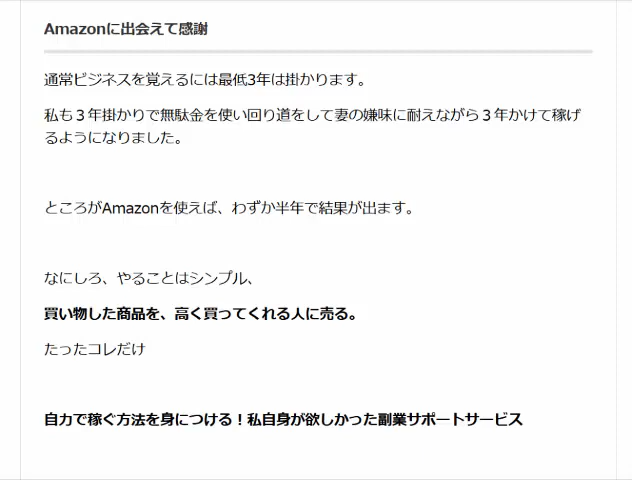 Amazonに出会えて感謝
通常ビジネスを覚えるには最低3年は掛かります。
私も３年掛かりで無駄金を使い回り道をして妻の嫌味に耐えながら３年かけて稼げ
るようになりました。
ところがAmazonを使えば、わずか半年で結果が出ます。
なにしろ、やることはシンプル、
買い物した商品を、高く買ってくれる人に売る。
たったコレだけ
自力で稼ぐ方法を身につける！私自身が欲しかった副業サポートサービス